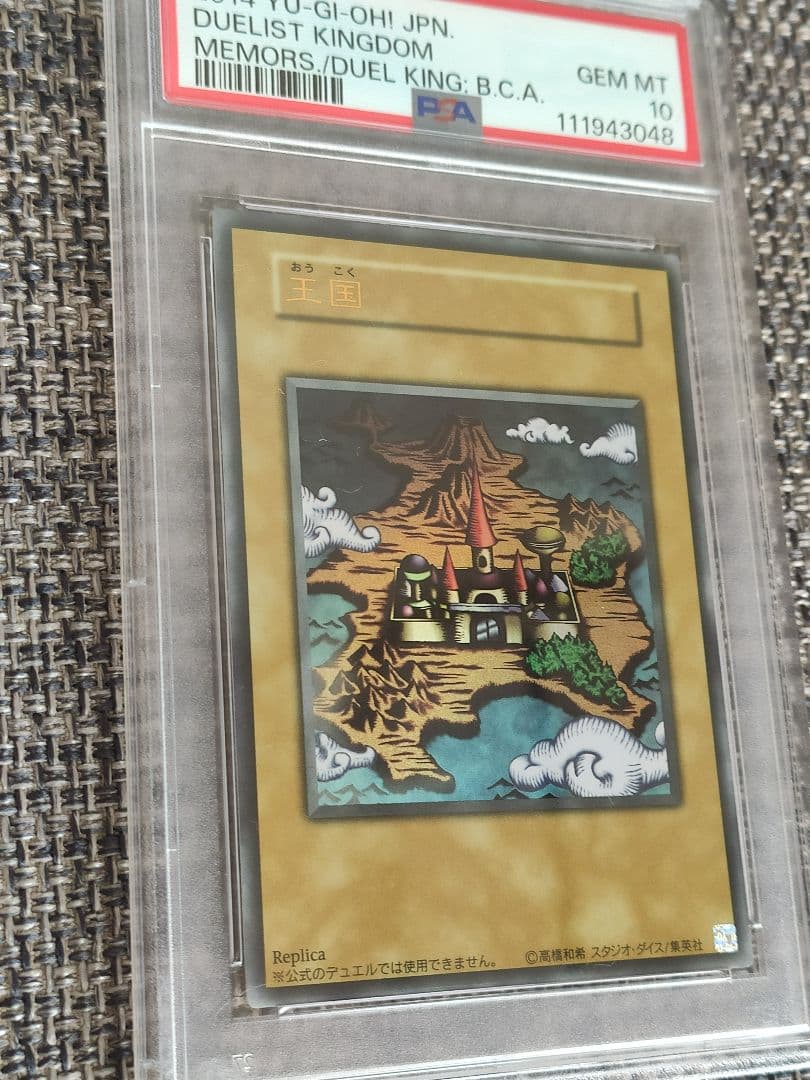 2014 YU-GI-OH! JPN.
DUELIST KINGDOM
MEMORS./DUEL KING: B.C.A.
GEM MT
10
PSA
111943048
おう こく
王国
Replica
※公式のデュエルでは使用できません。
©高橋和希 スタジオ・ダイス/集英社